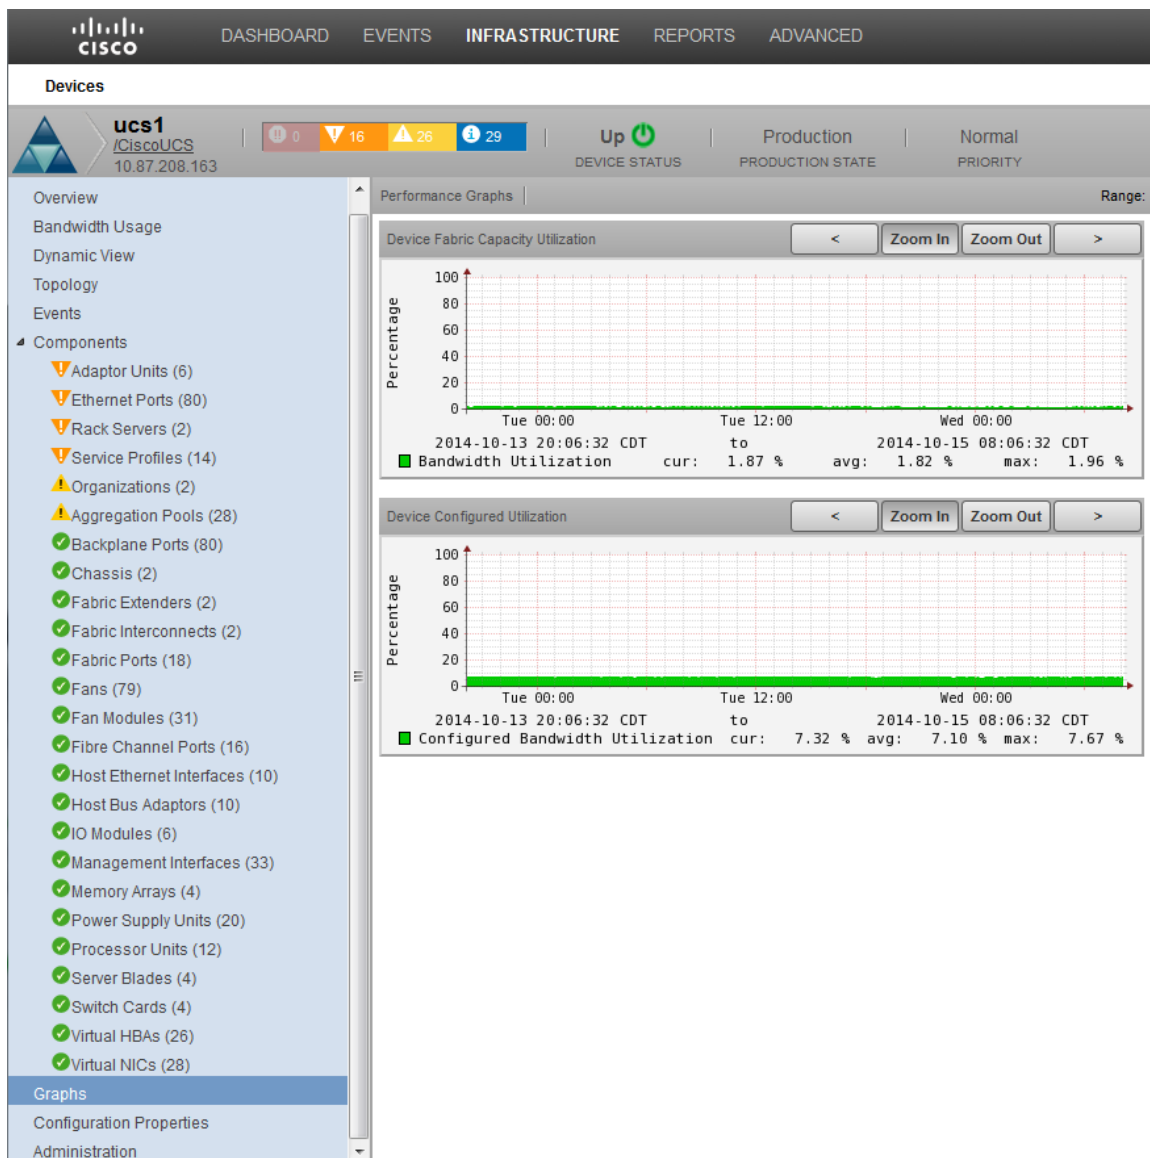 CISCO DASHBOARD EVENTS INFRASTRUCTURE REPORTS ADVANCED
Devices
ucs1
/CiscoUCS
10.87.208.163
0 16 26 29
Up
DEVICE STATUS
Production
PRODUCTION STATE
Normal
PRIORITY
Overview
Bandwidth Usage
Dynamic View
Topology
Events
Components
Adaptor Units (6)
Ethernet Ports (80)
Rack Servers (2)
Service Profiles (14)
Organizations (2)
Aggregation Pools (28)
Backplane Ports (80)
Chassis (2)
Fabric Extenders (2)
Fabric Interconnects (2)
Fabric Ports (18)
Fans (79)
Fan Modules (31)
Fibre Channel Ports (16)
Host Ethernet Interfaces (10)
Host Bus Adaptors (10)
IO Modules (6)
Management Interfaces (33)
Memory Arrays (4)
Power Supply Units (20)
Processor Units (12)
Server Blades (4)
Switch Cards (4)
Virtual HBAs (26)
Virtual NICs (28)
Graphs
Configuration Properties
Administration
Performance Graphs Range:
Device Fabric Capacity Utilization < Zoom In Zoom Out >
Percentage
100
80
60
40
20
0
Tue 00:00 Tue 12:00 Wed 00:00
2014-10-13 20:06:32 CDT to 2014-10-15 08:06:32 CDT
Bandwidth Utilization cur: 1.87 % avg: 1.82 % max: 1.96 %
Device Configured Utilization < Zoom In Zoom Out >
Percentage
100
80
60
40
20
0
Tue 00:00 Tue 12:00 Wed 00:00
2014-10-13 20:06:32 CDT to 2014-10-15 08:06:32 CDT
Configured Bandwidth Utilization cur: 7.32 % avg: 7.10 % max: 7.67 %